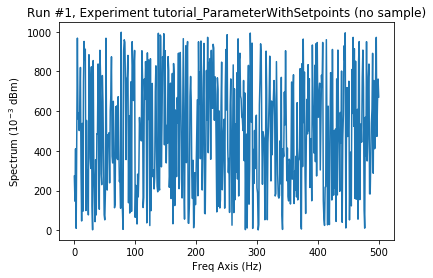 Run #1, Experiment tutorial_ParameterWithSetpoints (no sample)
1000
800
600
400
200
0
Spectrum (10⁻³ dBm)
0 100 200 300 400 500
Freq Axis (Hz)